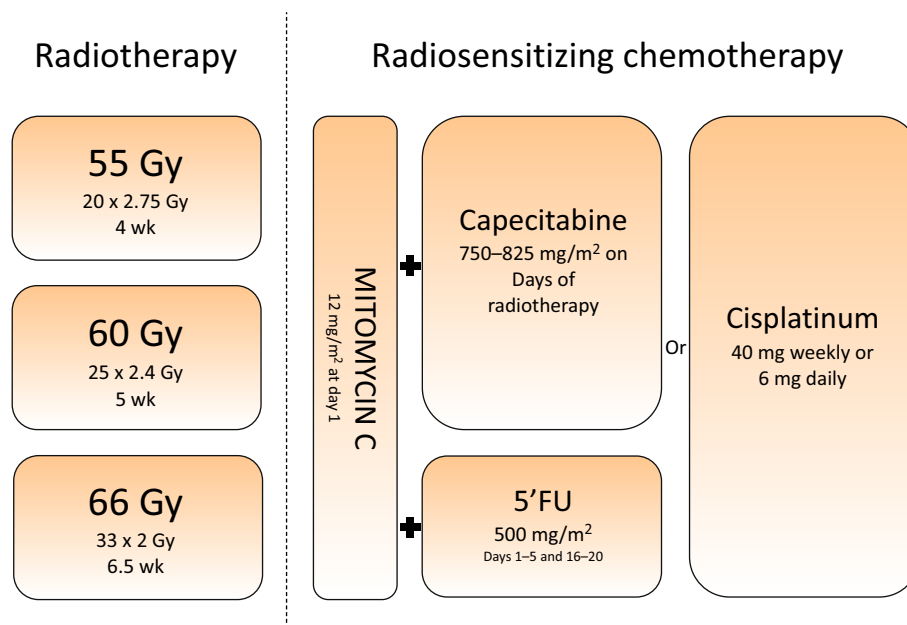 Radiotherapy
55 Gy
20 x 2.75 Gy
4 wk
60 Gy
25 x 2.4 Gy
5 wk
66 Gy
33 x 2 Gy
6.5 wk
Radiosensitizing chemotherapy
MITOMYCIN C
12 mg/m² at day 1
Capecitabine
750–825 mg/m² on
Days of
radiotherapy
5’FU
500 mg/m²
Days 1–5 and 16–20
Or
Cisplatinum
40 mg weekly or
6 mg daily